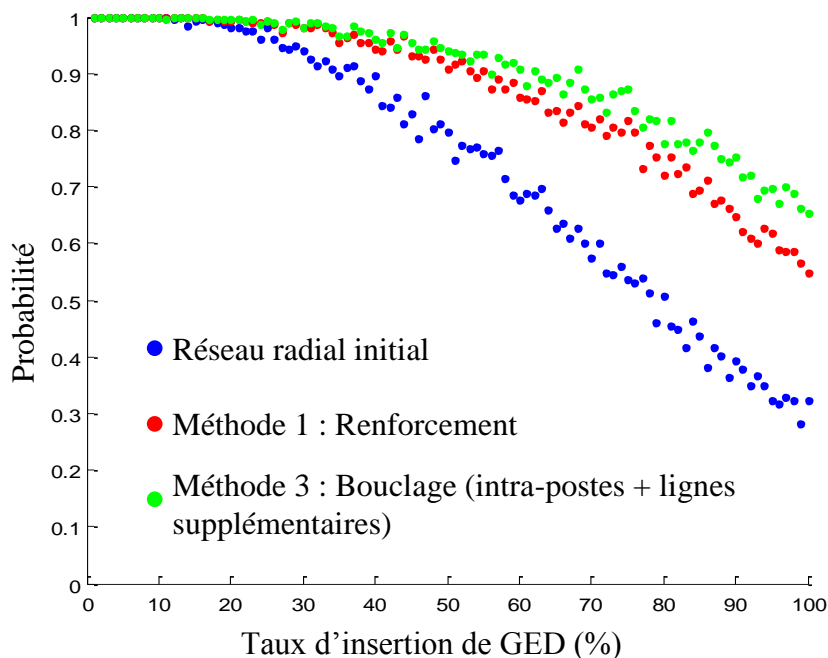 1
0.9
0.8
0.7
0.6
0.5
0.4
0.3
0.2
0.1
0
Probabilité
Réseau radial initial
Méthode 1 : Renforcement
Méthode 3 : Bouclage (intra-postes + lignes
supplémentaires)
0 10 20 30 40 50 60 70 80 90 100
Taux d’insertion de GED (%)